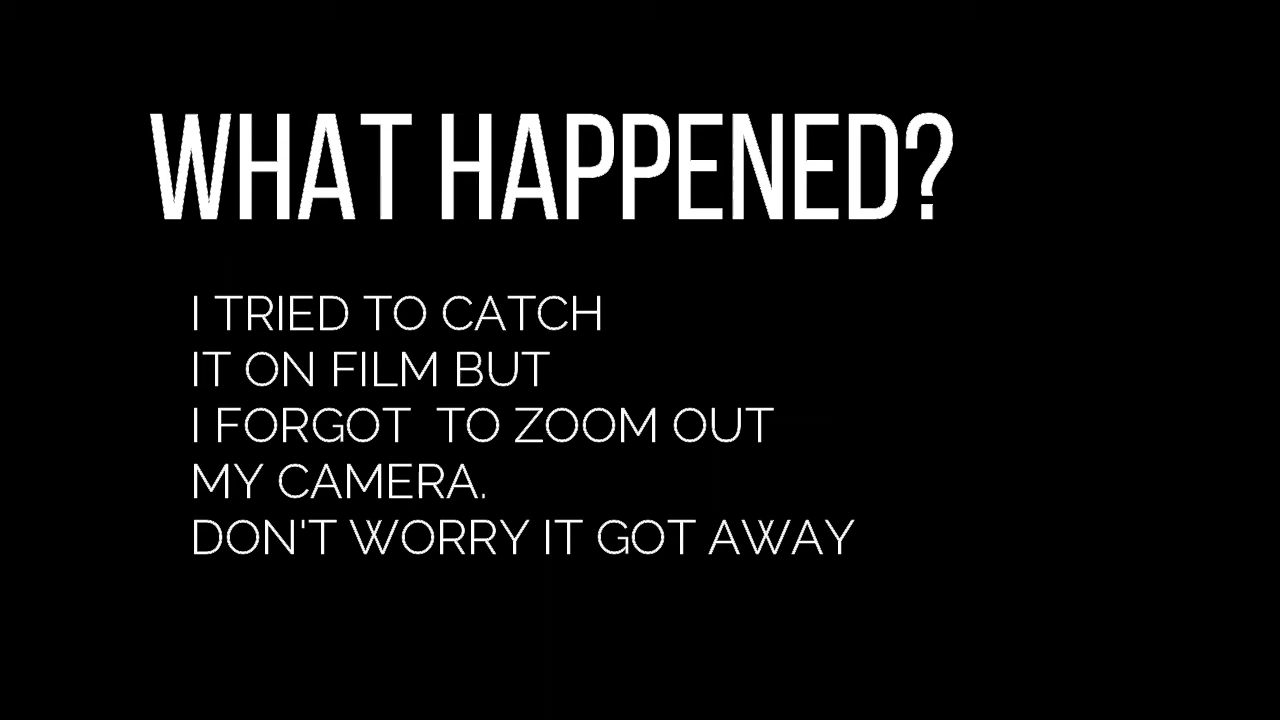 WHAT HAPPENED?
I TRIED TO CATCH
IT ON FILM BUT
I FORGOT  TO ZOOM OUT
MY CAMERA.
DON'T WORRY IT GOT AWAY